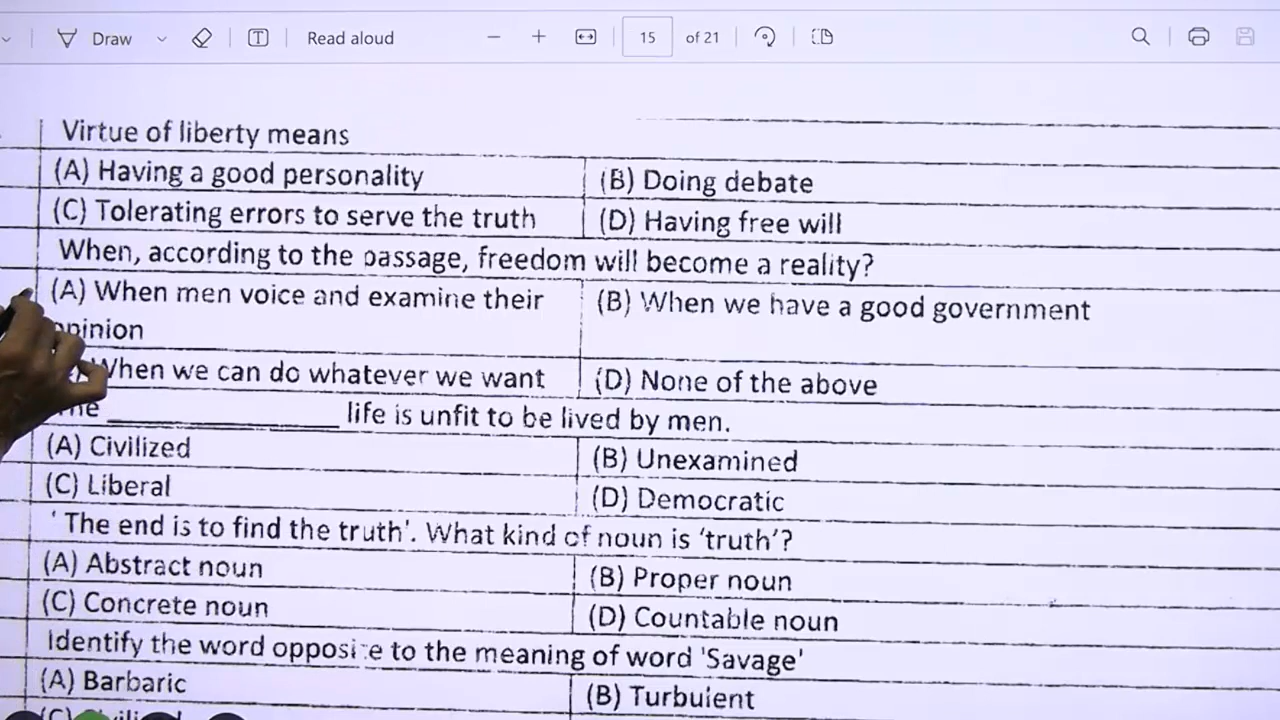 Draw
Read aloud
15 of 21
Virtue of liberty means
(A) Having a good personality (B) Doing debate
(C) Tolerating errors to serve the truth (D) Having free will
When, according to the passage, freedom will become a reality?
(A) When men voice and examine their opinion (B) When we have a good government
When we can do whatever we want (D) None of the above
____________ life is unfit to be lived by men.
(A) Civilized (B) Unexamined
(C) Liberal (D) Democratic
‘ The end is to find the truth'. What kind of noun is ‘truth’?
(A) Abstract noun (B) Proper noun
(C) Concrete noun (D) Countable noun
Identify the word opposite to the meaning of word 'Savage'
(A) Barbaric (B) Turbulent